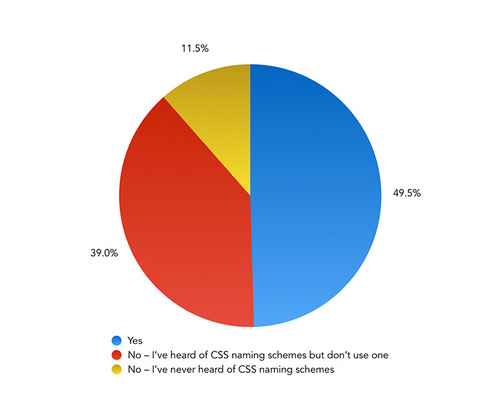 11.5%
49.5%
39.0%
Yes
No – I’ve heard of CSS naming schemes but don’t use one
No – I’ve never heard of CSS naming schemes